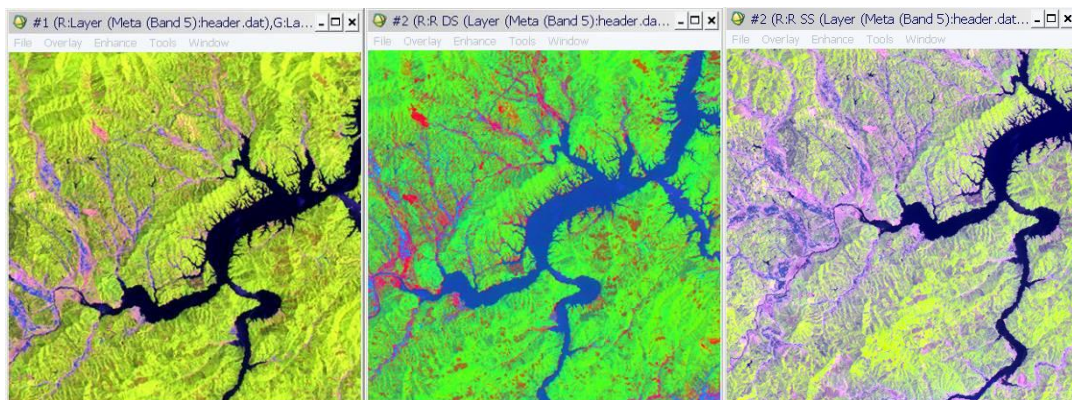 #1 (R:Layer (Meta (Band 5):header.dat),G:La...
File Overlay Enhance Tools Window
#2 (R:R DS (Layer (Meta (Band 5):header.da...
File Overlay Enhance Tools Window
#2 (R:R SS (Layer (Meta (Band 5):header.dat...
File Overlay Enhance Tools Window